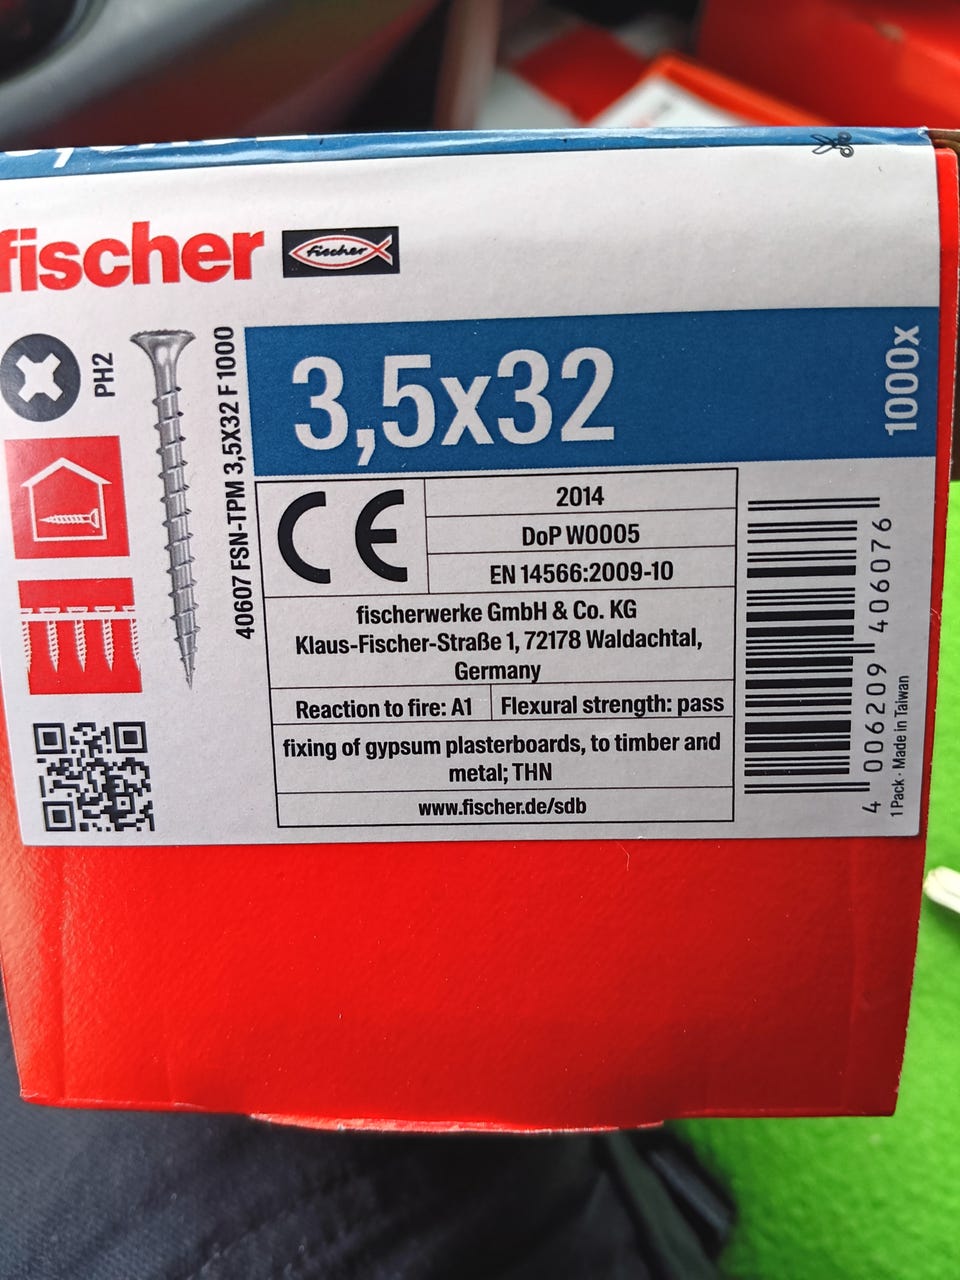 fischer
fischer
PH2
40607 FSN-TPM 3,5X32 F 1000
3,5x32
1000x
CE
2014
DoP W0005
EN 14566:2009-10
fischerwerke GmbH & Co. KG
Klaus-Fischer-Straße 1, 72178 Waldachtal,
Germany
Reaction to fire: A1
Flexural strength: pass
fixing of gypsum plasterboards, to timber and
metal; THN
www.fischer.de/sdb
4 006209 406076
1 Pack · Made in Taiwan